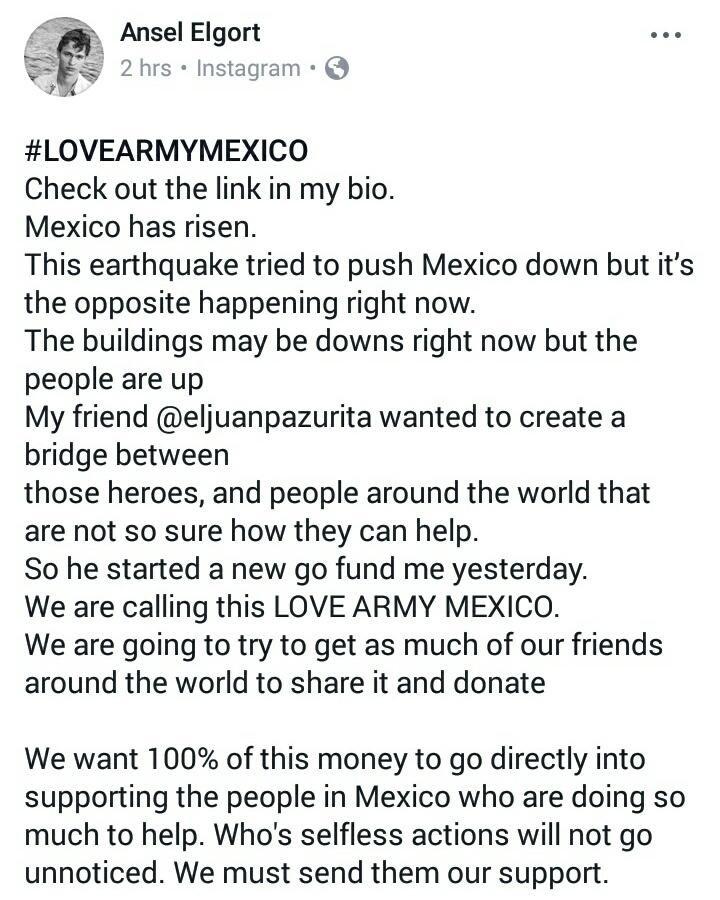 Ansel Elgort
2 hrs • Instagram •
#LOVEARMYMEXICO
Check out the link in my bio.
Mexico has risen.
This earthquake tried to push Mexico down but it's
the opposite happening right now.
The buildings may be downs right now but the
people are up
My friend @eljuanpazurita wanted to create a
bridge between
those heroes, and people around the world that
are not so sure how they can help.
So he started a new go fund me yesterday.
We are calling this LOVE ARMY MEXICO.
We are going to try to get as much of our friends
around the world to share it and donate
We want 100% of this money to go directly into
supporting the people in Mexico who are doing so
much to help. Who's selfless actions will not go
unnoticed. We must send them our support.